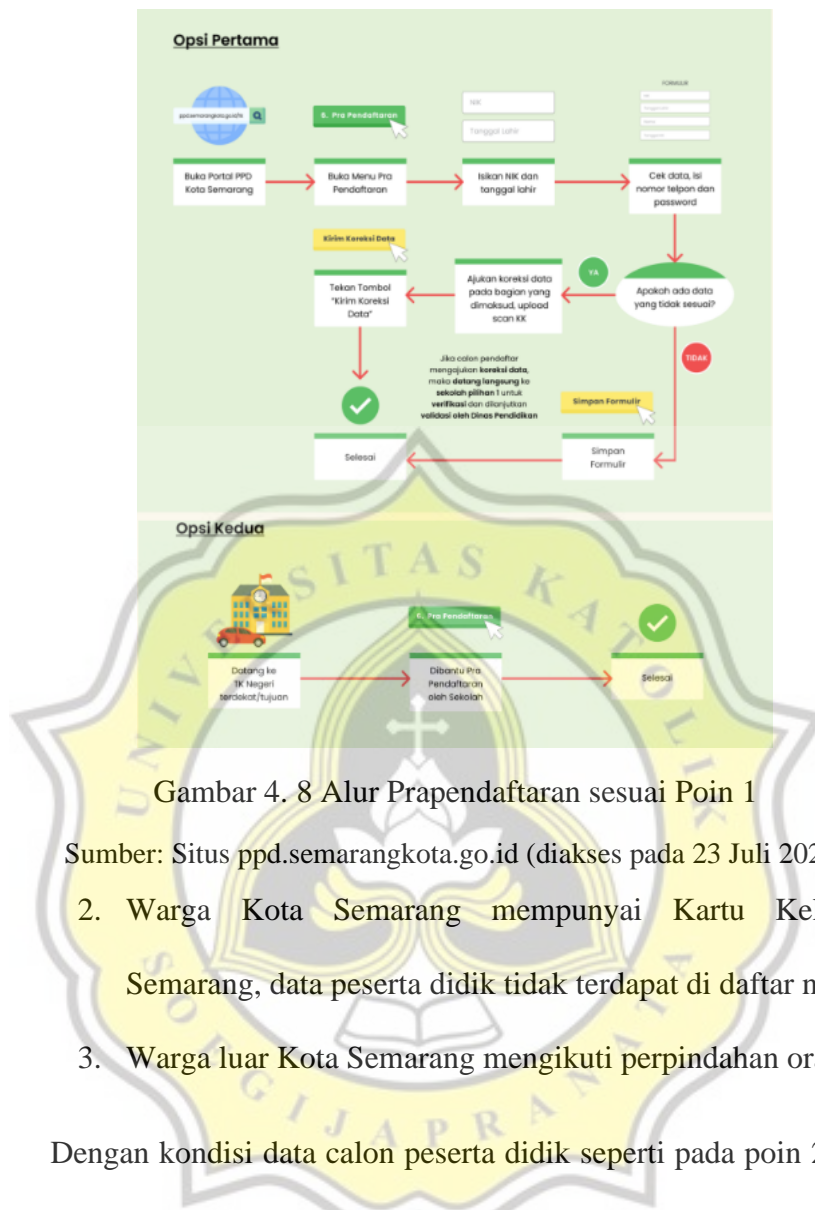 Opsi Pertama
FORMULIR
NIK
Tanggal Lahir
5. Pra Pendaftaran
Buka Portal PPD
Kota Semarang
Buka Menu Pra
Pendaftaran
Isikan NIK dan
tanggal lahir
Cek data, isi
nomor telpon dan
password
Kirim Koreksi Data
Tekan Tombol
"Kirim Koreksi
Data"
Ajukan koreksi data
pada bagian yang
dimaksud, upload
scan KK
YA
Apakah ada data
yang tidak sesuai?
TIDAK
Jika calon pendaftar
mengajukan koreksi data,
maka datang langsung ke
sekolah pilihan 1 untuk
verifikasi dan dilanjutkan
validasi oleh Dinas Pendidikan
Simpan Formulir
Selesai
Simpan
Formulir
Opsi Kedua
5. Pra Pendaftaran
Datang ke
TK Negeri
terdekat/tujuan
Dibantu Pra
Pendaftaran
oleh Sekolah
Selesai
UNIVERSITAS KATOLIK
SOEGIJAPRANATA
Gambar 4. 8 Alur Prapendaftaran sesuai Poin 1
Sumber: Situs ppd.semarangkota.go.id (diakses pada 23 Juli 202
2. Warga Kota Semarang mempunyai Kartu Kel
Semarang, data peserta didik tidak terdapat di daftar n
3. Warga luar Kota Semarang mengikuti perpindahan ora
Dengan kondisi data calon peserta didik seperti pada poin 2